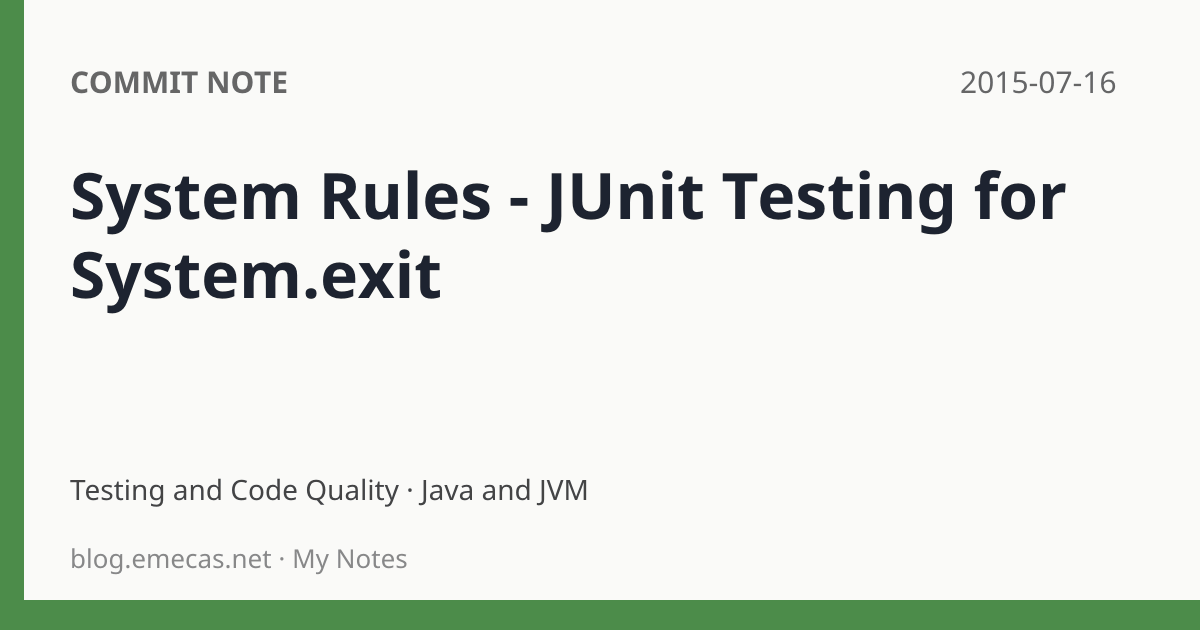 COMMIT NOTE
2015-07-16
System Rules - JUnit Testing for
System.exit
Testing and Code Quality · Java and JVM
blog.emecas.net · My Notes